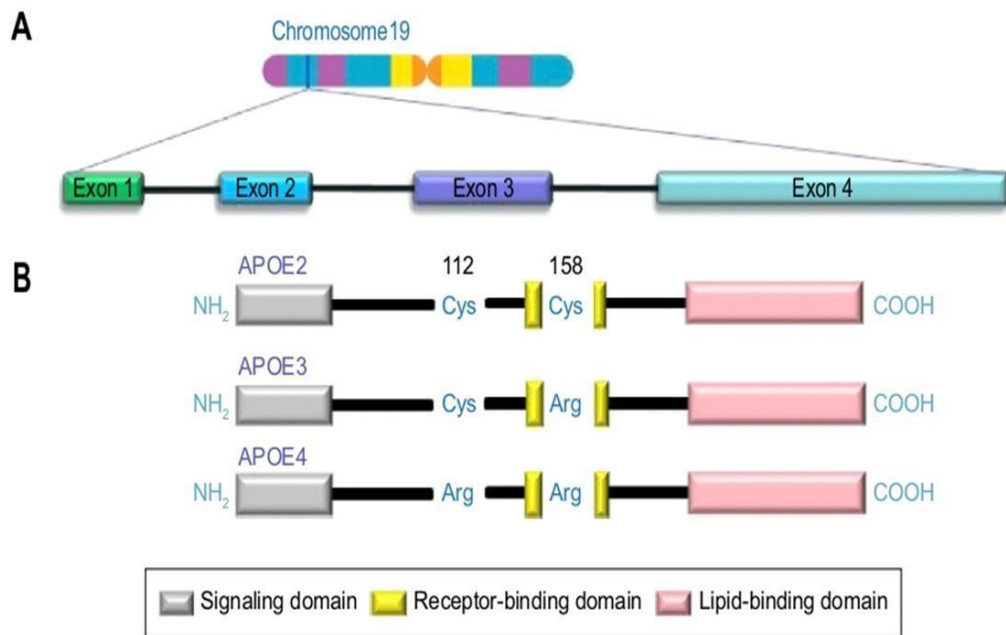 A
Chromosome19
Exon 1 Exon 2 Exon 3 Exon 4
B
APOE2 112 158
NH2 Cys Cys COOH
APOE3
NH2 Cys Arg COOH
APOE4
NH2 Arg Arg COOH
Signaling domain Receptor-binding domain Lipid-binding domain